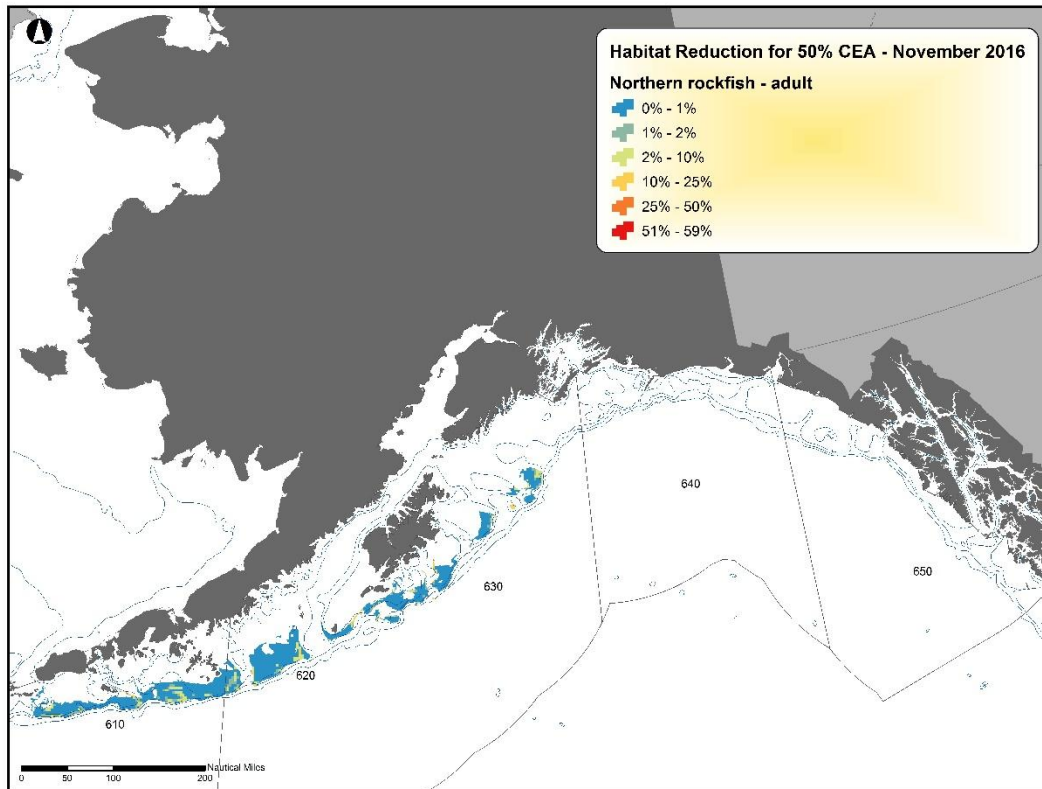 Habitat Reduction for 50% CEA - November 2016
Northern rockfish - adult
0% - 1%
1% - 2%
2% - 10%
10% - 25%
25% - 50%
51% - 59%
640
650
630
620
610
Nautical Miles
0 50 100 200